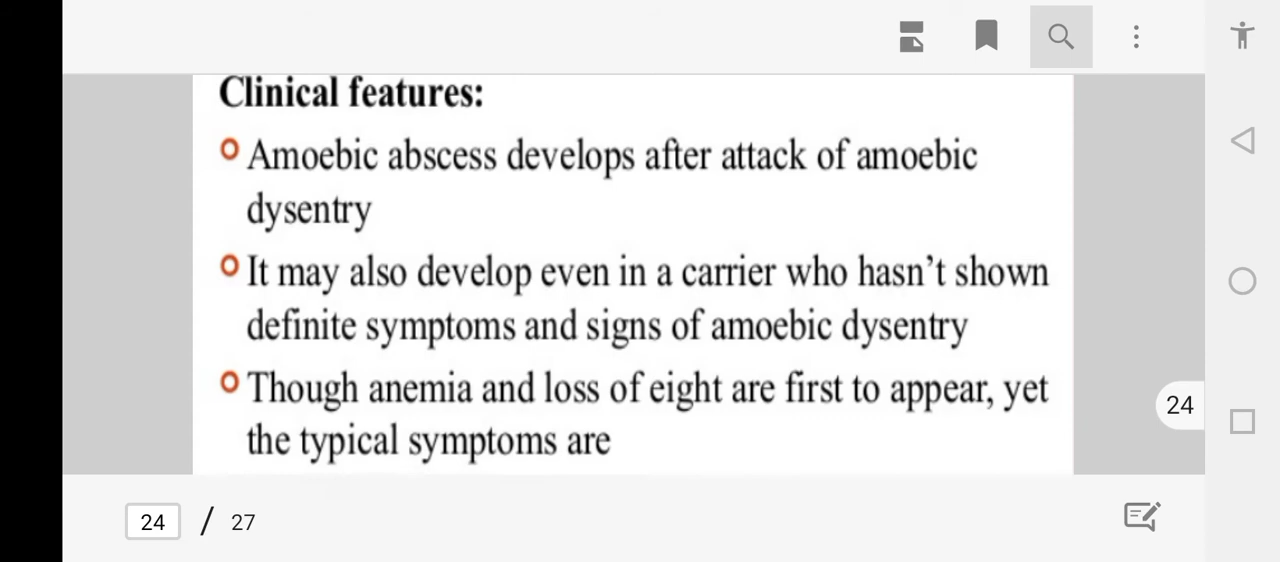 Clinical features:
Amoebic abscess develops after attack of amoebic
dysentry
It may also develop even in a carrier who hasn't shown
definite symptoms and signs of amoebic dysentry
Though anemia and loss of eight are first to appear, yet
the typical symptoms are
24
24 / 27